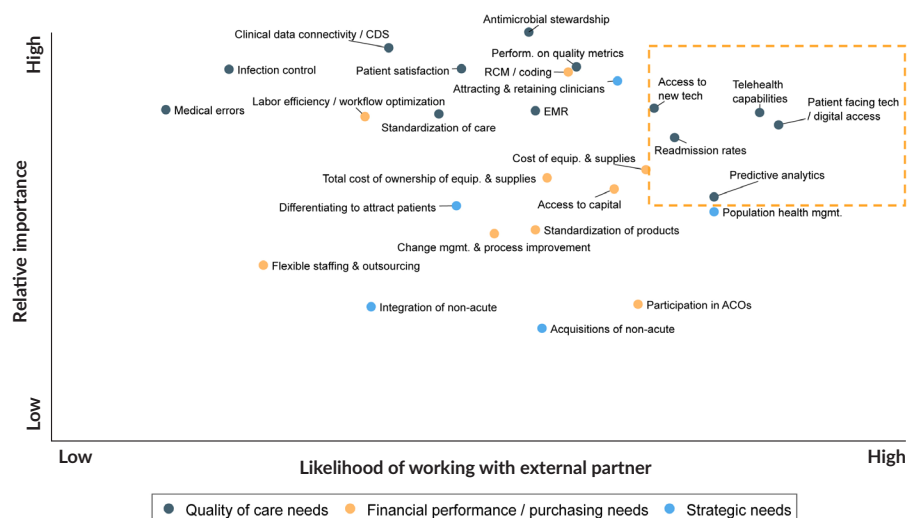 Antimicrobial stewardship
Clinical data connectivity / CDS
High
Perform. on quality metrics
Infection control
Patient satisfaction
RCM / coding
Attracting & retaining clinicians
Access to
new tech
Telehealth
capabilities
Patient facing tech
/ digital access
Labor efficiency / workflow optimization
Medical errors
EMR
Standardization of care
Readmission rates
Cost of equip. & supplies
Total cost of ownership of equip. & supplies
Predictive analytics
Access to capital
Differentiating to attract patients
Population health mgmt.
Standardization of products
Change mgmt. & process improvement
Flexible staffing & outsourcing
Integration of non-acute
Participation in ACOs
Acquisitions of non-acute
Relative importance
Low
Low
Likelihood of working with external partner
High
Quality of care needs
Financial performance / purchasing needs
Strategic needs